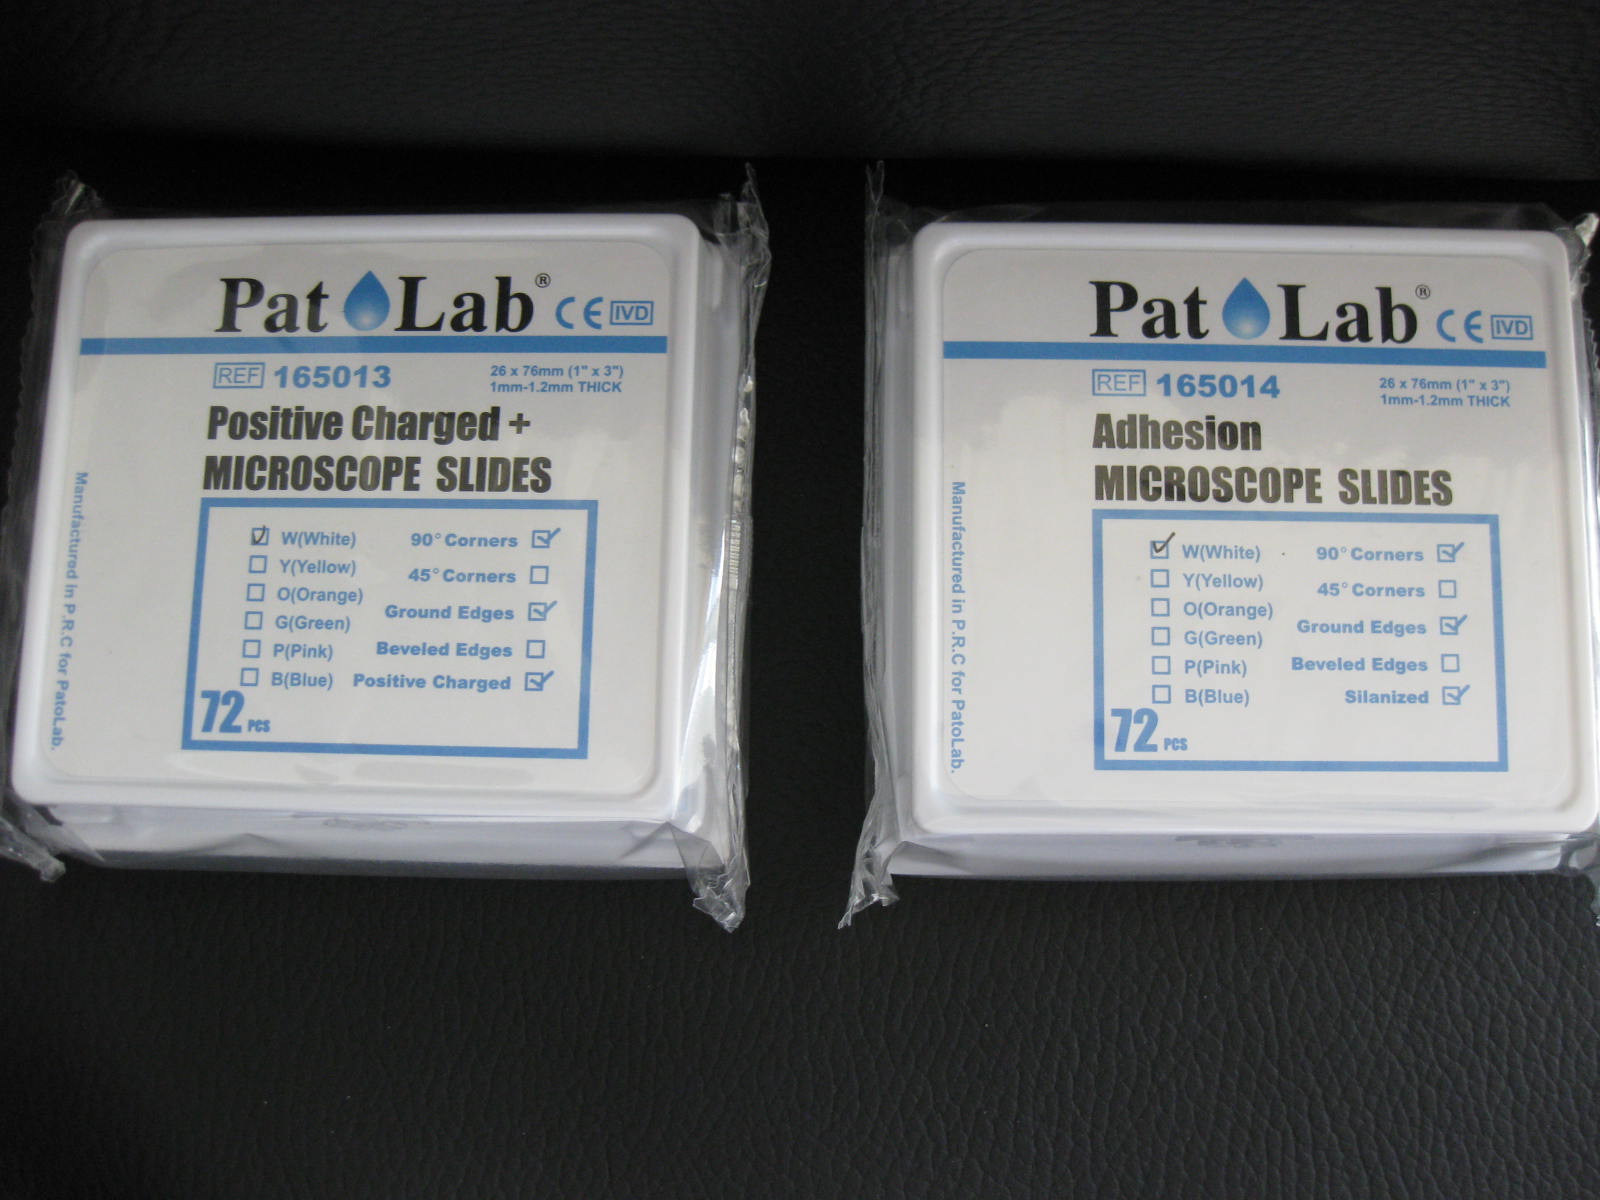 Pat Lab®
CE IVD
REF 165013
26 x 76mm (1" x 3")
1mm-1.2mm THICK
Positive Charged +
MICROSCOPE SLIDES
W(White)
Y(Yellow)
O(Orange)
G(Green)
P(Pink)
B(Blue)
90° Corners
45° Corners
Ground Edges
Beveled Edges
Positive Charged
72 PCS
Manufactured in P.R.C for PatoLab.
Pat Lab®
CE IVD
REF 165014
26 x 76mm (1" x 3")
1mm-1.2mm THICK
Adhesion
MICROSCOPE SLIDES
W(White)
Y(Yellow)
O(Orange)
G(Green)
P(Pink)
B(Blue)
90° Corners
45° Corners
Ground Edges
Beveled Edges
Silanized
72 PCS
Manufactured in P.R.C for PatoLab.